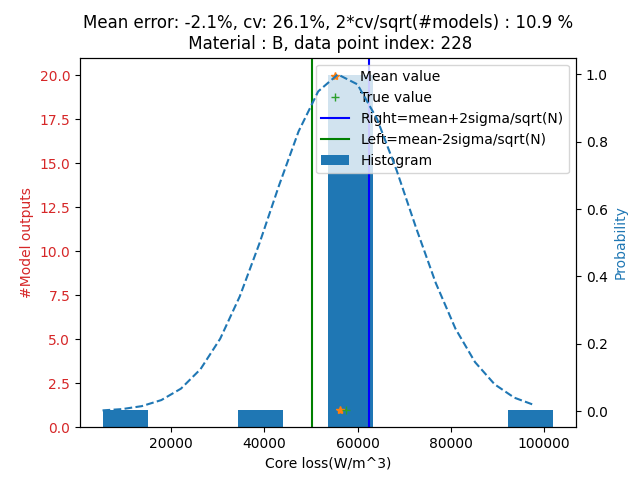 Mean error: -2.1%, cv: 26.1%, 2*cv/sqrt(#models) : 10.9 %
Material : B, data point index: 228
20.0
17.5
15.0
12.5
10.0
7.5
5.0
2.5
0.0
#Model outputs
Mean value
True value
Right=mean+2sigma/sqrt(N)
Left=mean-2sigma/sqrt(N)
Histogram
1.0
0.8
0.6
0.4
0.2
0.0
Probability
20000 40000 60000 80000 100000
Core loss(W/m^3)